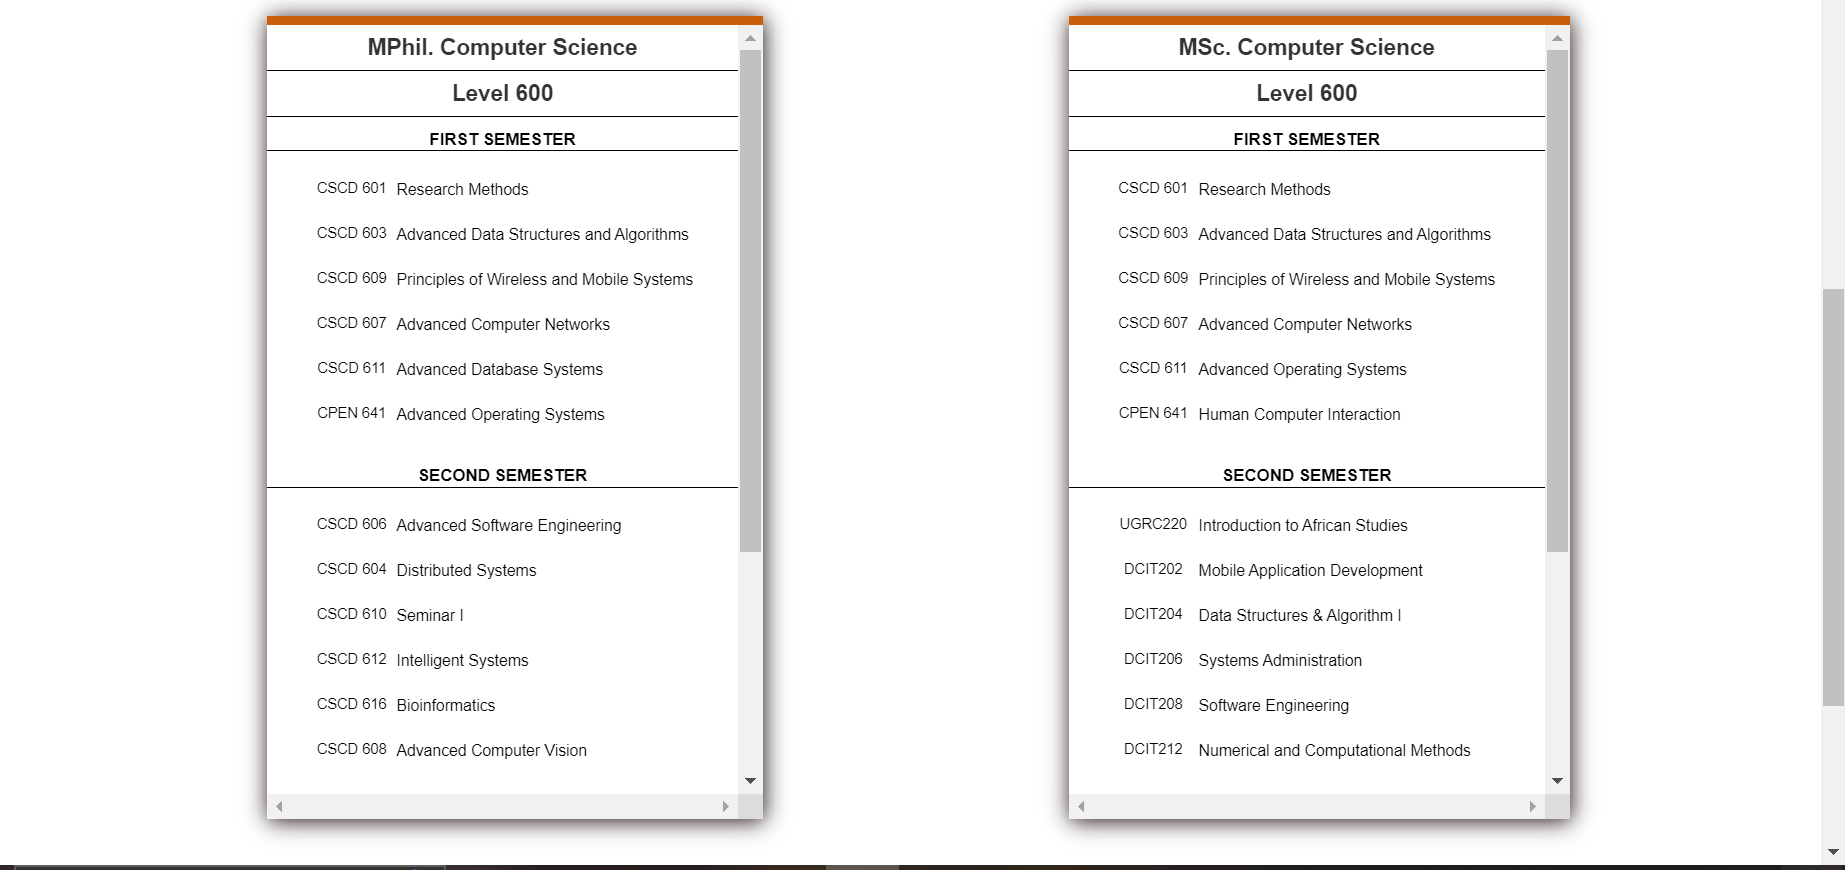 MPhil. Computer Science
Level 600
FIRST SEMESTER
CSCD 601 Research Methods
CSCD 603 Advanced Data Structures and Algorithms
CSCD 609 Principles of Wireless and Mobile Systems
CSCD 607 Advanced Computer Networks
CSCD 611 Advanced Database Systems
CPEN 641 Advanced Operating Systems
SECOND SEMESTER
CSCD 606 Advanced Software Engineering
CSCD 604 Distributed Systems
CSCD 610 Seminar I
CSCD 612 Intelligent Systems
CSCD 616 Bioinformatics
CSCD 608 Advanced Computer Vision
MSc. Computer Science
Level 600
FIRST SEMESTER
CSCD 601 Research Methods
CSCD 603 Advanced Data Structures and Algorithms
CSCD 609 Principles of Wireless and Mobile Systems
CSCD 607 Advanced Computer Networks
CSCD 611 Advanced Operating Systems
CPEN 641 Human Computer Interaction
SECOND SEMESTER
UGRC220 Introduction to African Studies
DCIT202 Mobile Application Development
DCIT204 Data Structures & Algorithm I
DCIT206 Systems Administration
DCIT208 Software Engineering
DCIT212 Numerical and Computational Methods